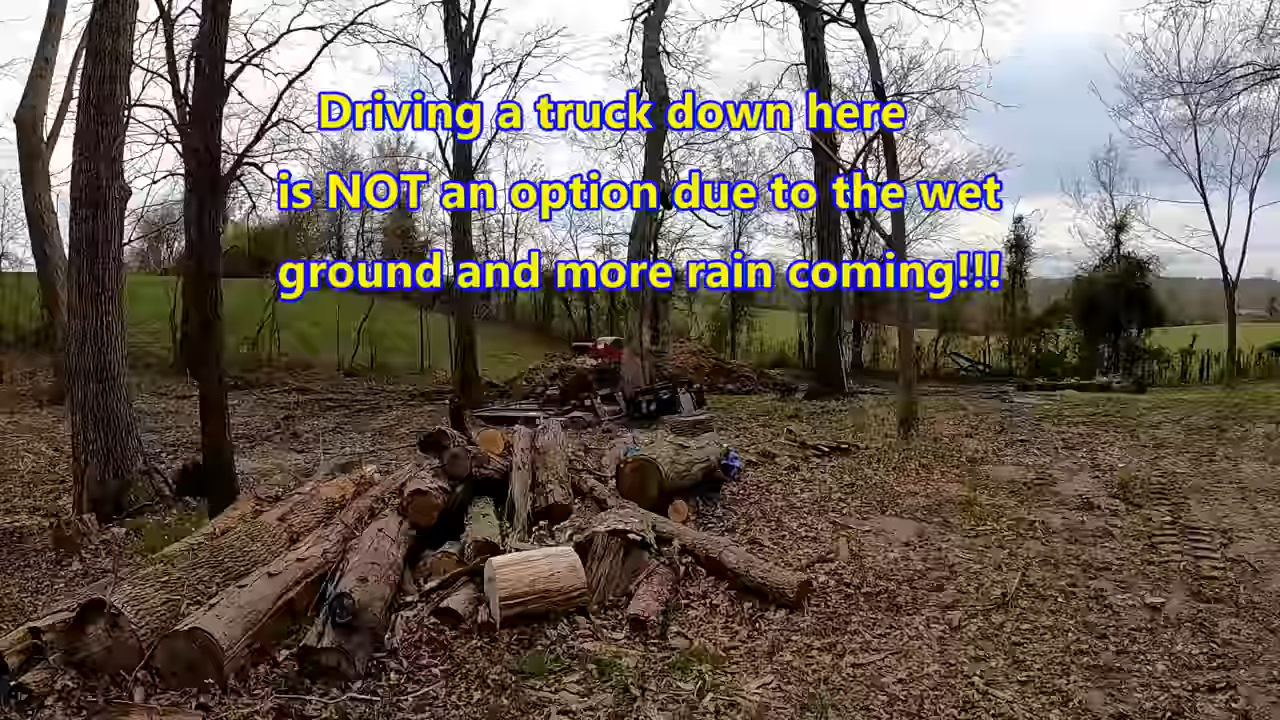 Driving a truck down here
is NOT an option due to the wet
ground and more rain coming!!!